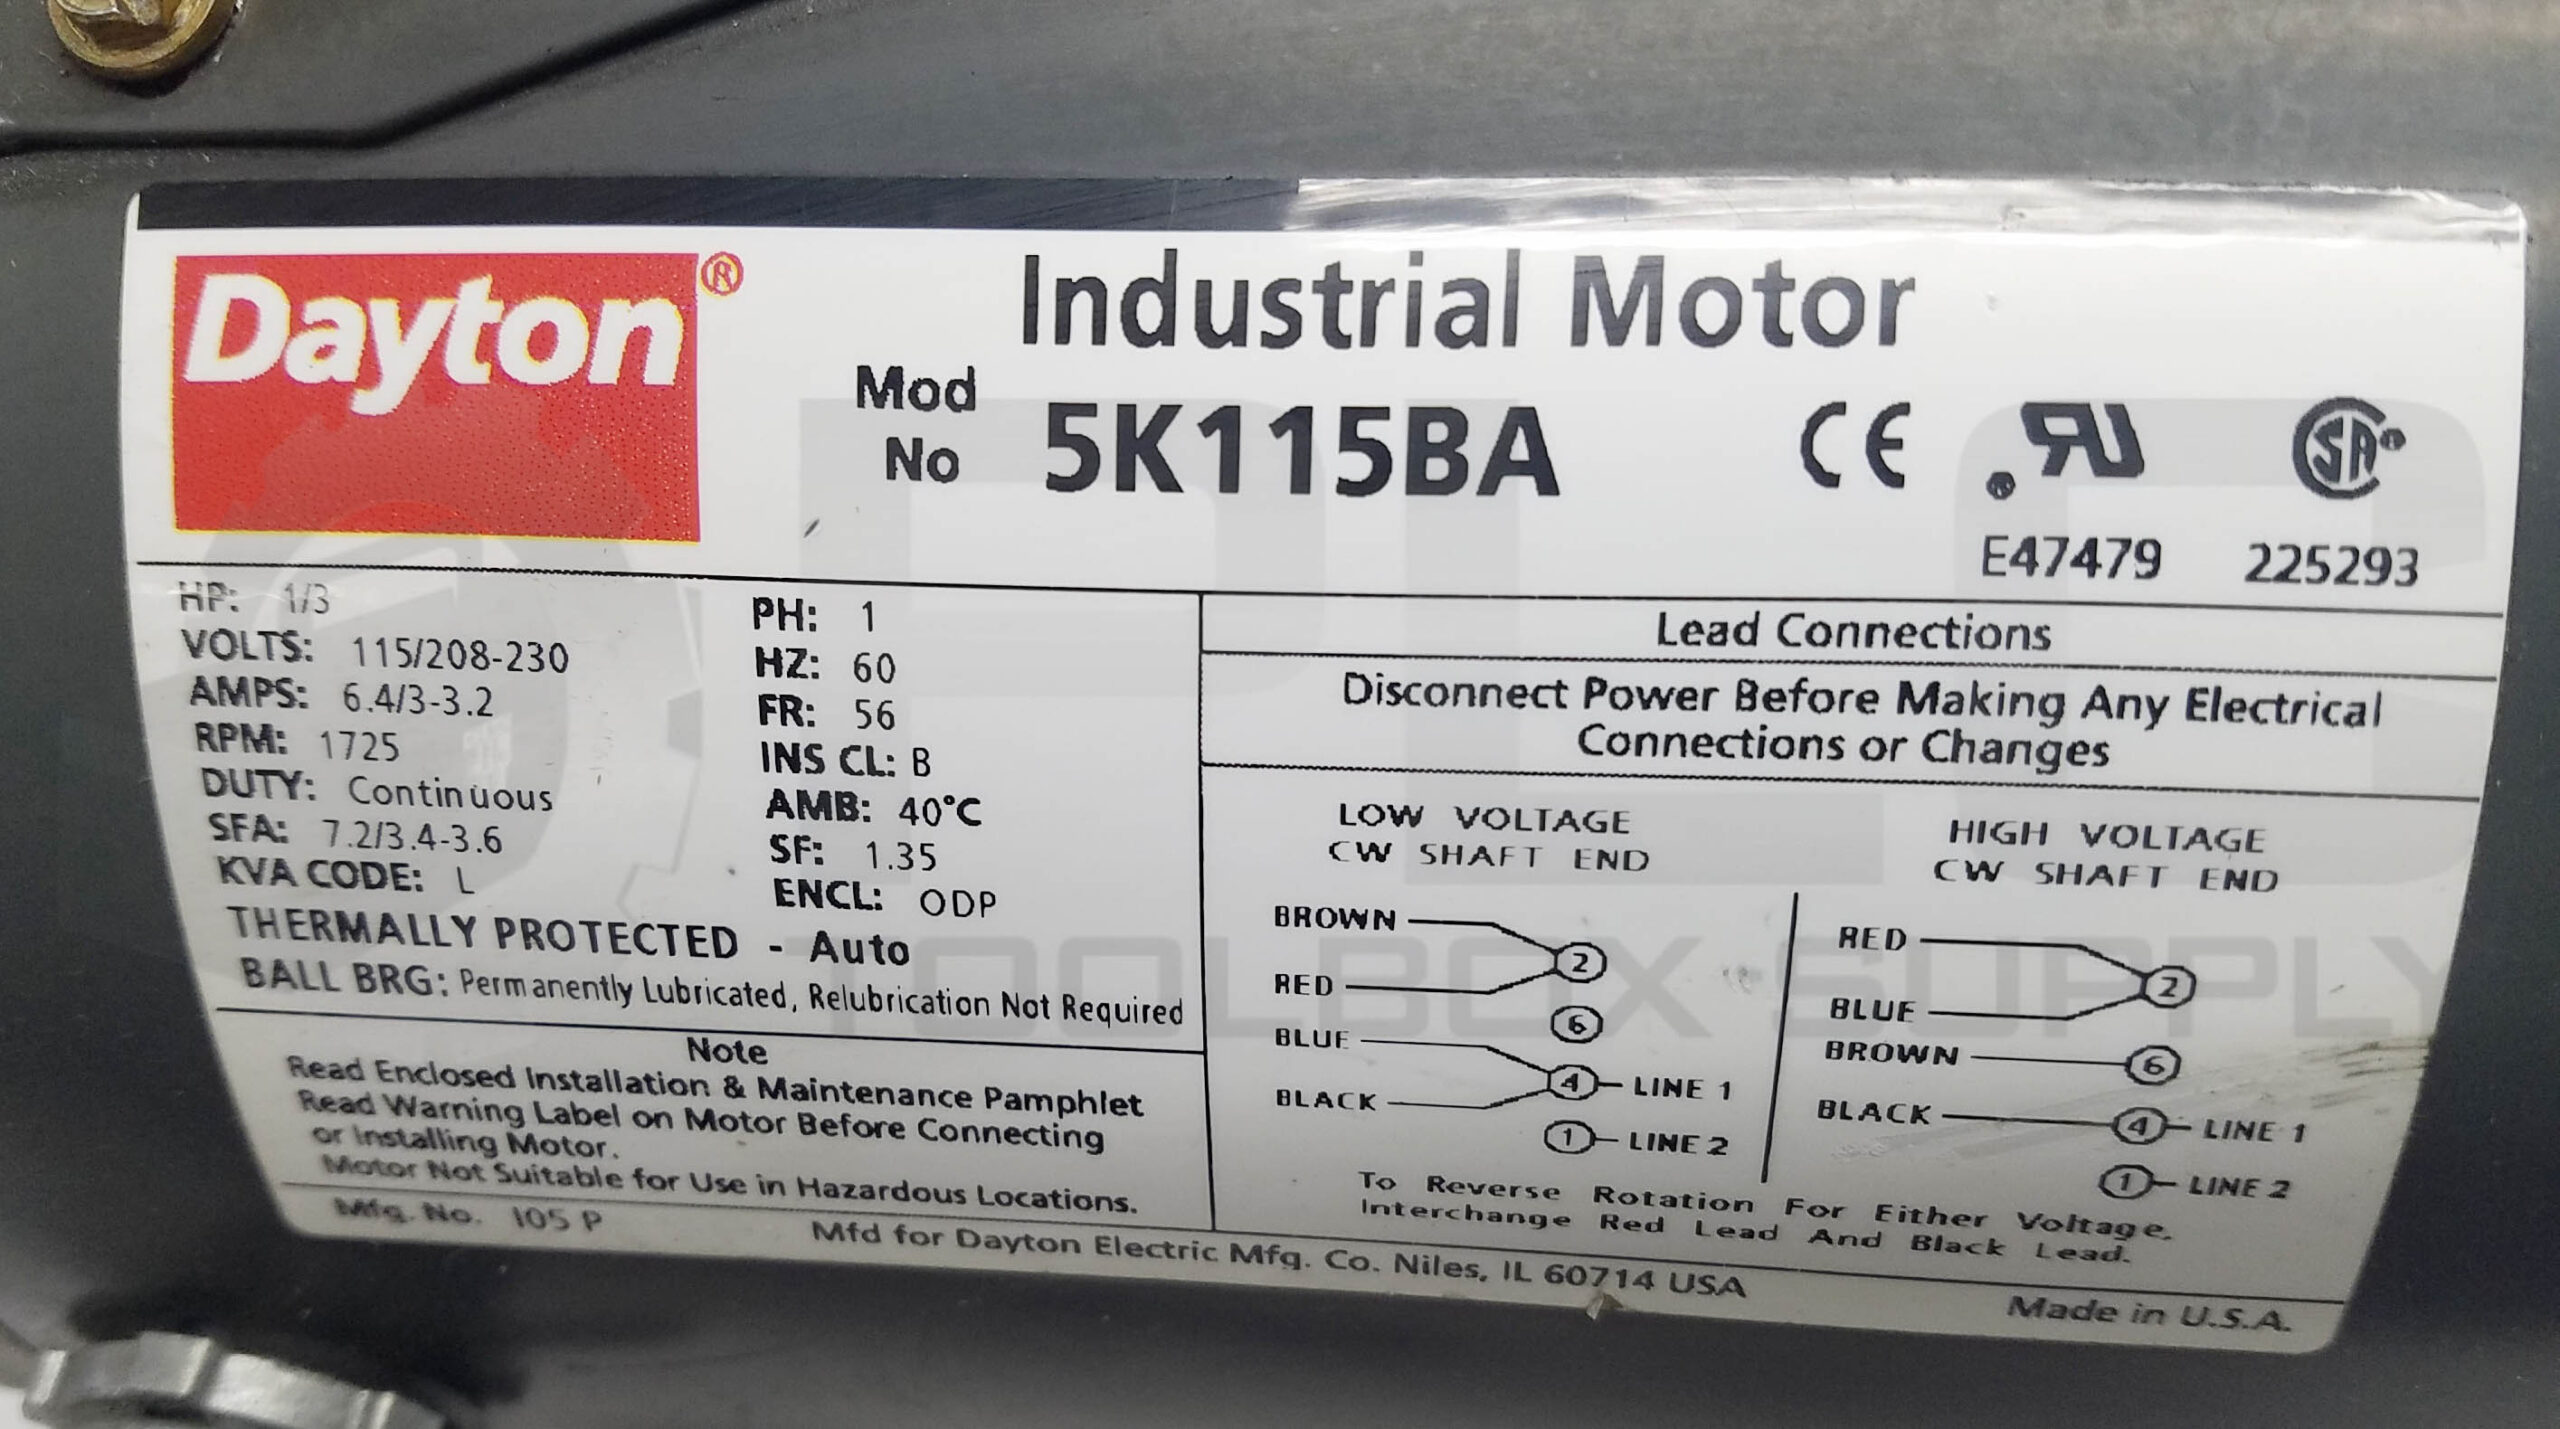 Dayton®
Industrial Motor
Mod No 5K115BA
CE
E47479
225293
HP: 1/3
VOLTS: 115/208-230
AMPS: 6.4/3-3.2
RPM: 1725
DUTY: Continuous
SFA: 7.2/3.4-3.6
KVA CODE: L
PH: 1
HZ: 60
FR: 56
INS CL: B
AMB: 40°C
SF: 1.35
ENCL: ODP
THERMALLY PROTECTED - Auto
BALL BRG: Permanently Lubricated, Relubrication Not Required
Note
Read Enclosed Installation & Maintenance Pamphlet
Read Warning Label on Motor Before Connecting
or Installing Motor.
Motor Not Suitable for Use in Hazardous Locations.
Lead Connections
Disconnect Power Before Making Any Electrical
Connections or Changes
LOW VOLTAGE
CW SHAFT END
BROWN
RED
2
6
BLUE
BLACK
4 LINE 1
1 LINE 2
HIGH VOLTAGE
CW SHAFT END
RED
BLUE
2
BROWN 6
BLACK 4 LINE 1
1 LINE 2
To Reverse Rotation For Either Voltage,
Interchange Red Lead And Black Lead.
Mfg. No. 105 P
Mfd for Dayton Electric Mfg. Co. Niles, IL 60714 USA
Made in U.S.A.
PLC
TOOLBOX SUPPLY